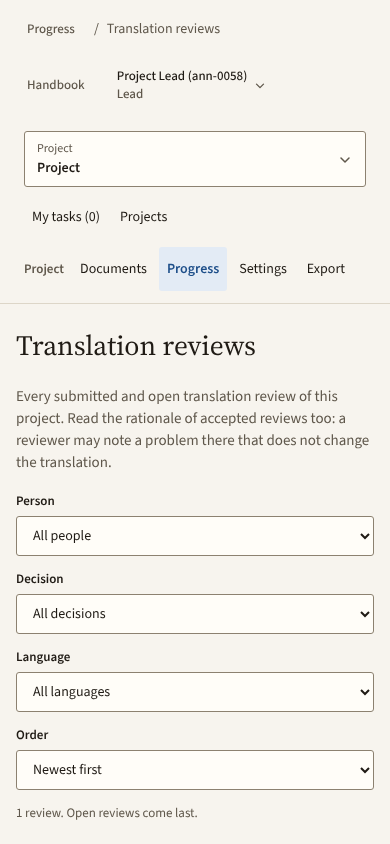 Progress / Translation reviews
Handbook
Project Lead (ann-0058)
Lead
Project
Project
My tasks (0) Projects
Project Documents Progress Settings Export
Translation reviews
Every submitted and open translation review of this
project. Read the rationale of accepted reviews too: a
reviewer may note a problem there that does not change
the translation.
Person
All people
Decision
All decisions
Language
All languages
Order
Newest first
1 review. Open reviews come last.